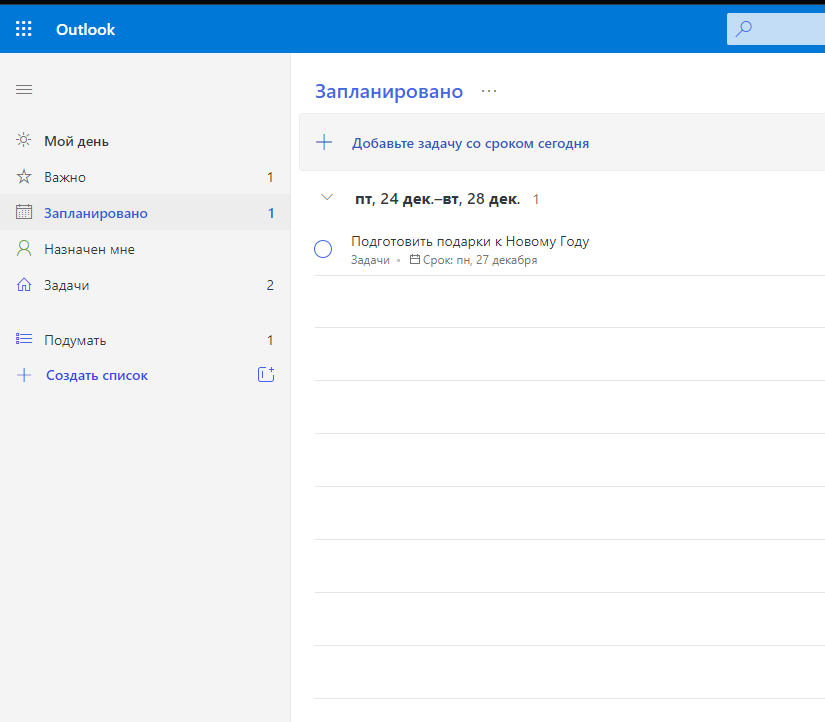 Outlook
Мой день
Важно 1
Запланировано 1
Назначен мне
Задачи 2
Подумать 1
Создать список
Запланировано ...
Добавьте задачу со сроком сегодня
пт, 24 дек.–вт, 28 дек. 1
Подготовить подарки к Новому Году
Задачи • Срок: пн, 27 декабря